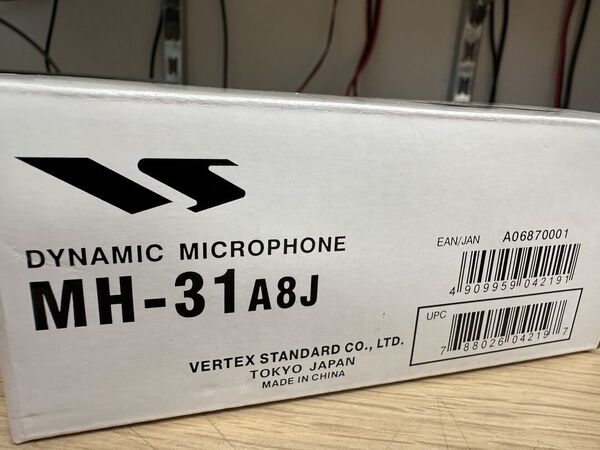 VS
DYNAMIC MICROPHONE
MH-31A8J
VERTEX STANDARD CO., LTD.
TOKYO JAPAN
MADE IN CHINA
EAN/JAN A06870001
4 909959 042191
UPC
7 88026 04219 7